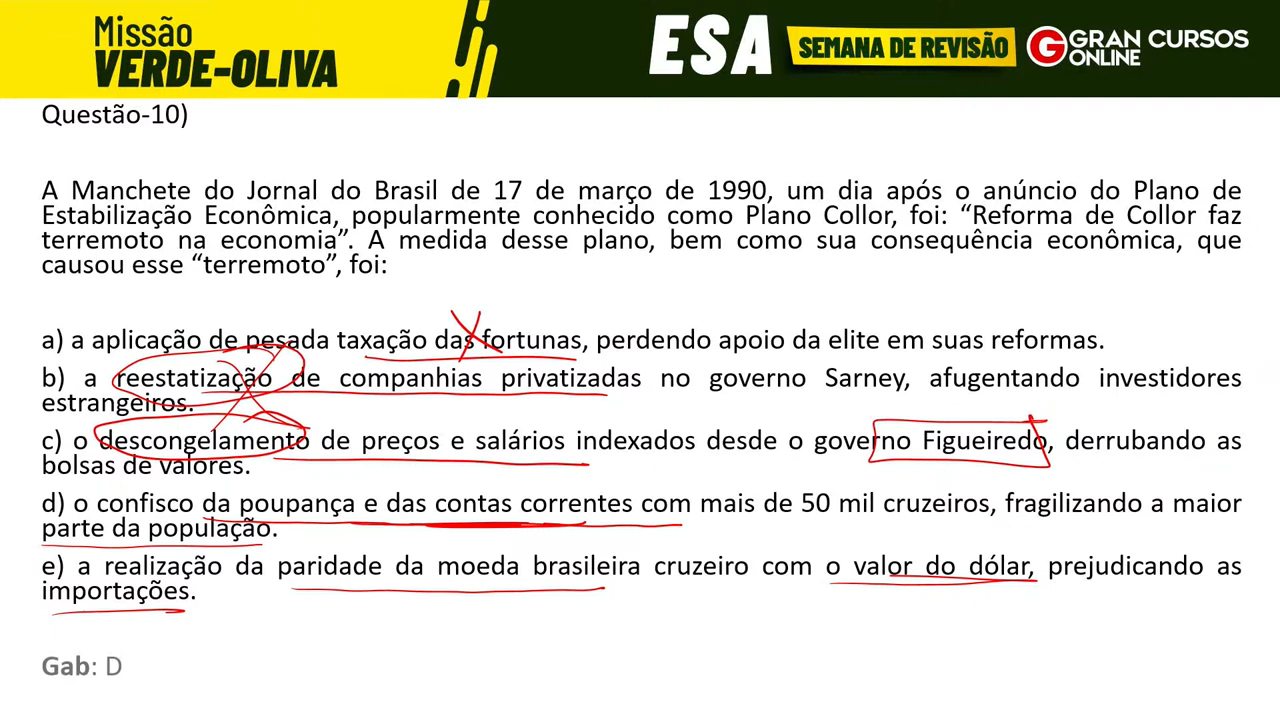 Missão
VERDE-OLIVA
ESA
SEMANA DE REVISÃO
GRAN CURSOS
ONLINE
Questão-10)
A Manchete do Jornal do Brasil de 17 de março de 1990, um dia após o anúncio do Plano de
Estabilização Econômica, popularmente conhecido como Plano Collor, foi: “Reforma de Collor faz
terremoto na economia”. A medida desse plano, bem como sua consequência econômica, que
causou esse “terremoto”, foi:
a) a aplicação de pesada taxação das fortunas, perdendo apoio da elite em suas reformas.
b) a reestatização de companhias privatizadas no governo Sarney, afugentando investidores
estrangeiros.
c) o descongelamento de preços e salários indexados desde o governo Figueiredo, derrubando as
bolsas de valores.
d) o confisco da poupança e das contas correntes com mais de 50 mil cruzeiros, fragilizando a maior
parte da população.
e) a realização da paridade da moeda brasileira cruzeiro com o valor do dólar, prejudicando as
importações.
Gab: D